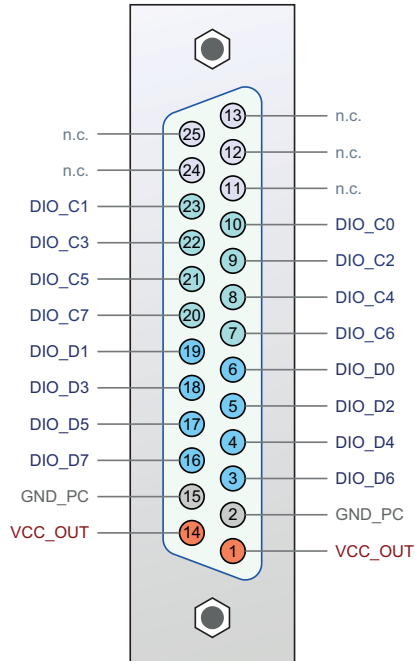 13 n.c.
n.c. 25
12 n.c.
n.c. 24
11 n.c.
DIO_C1 23
10 DIO_C0
DIO_C3 22
9 DIO_C2
DIO_C5 21
8 DIO_C4
DIO_C7 20
7 DIO_C6
DIO_D1 19
6 DIO_D0
DIO_D3 18
5 DIO_D2
DIO_D5 17
4 DIO_D4
DIO_D7 16
3 DIO_D6
GND_PC 15
2 GND_PC
VCC_OUT 14
1 VCC_OUT